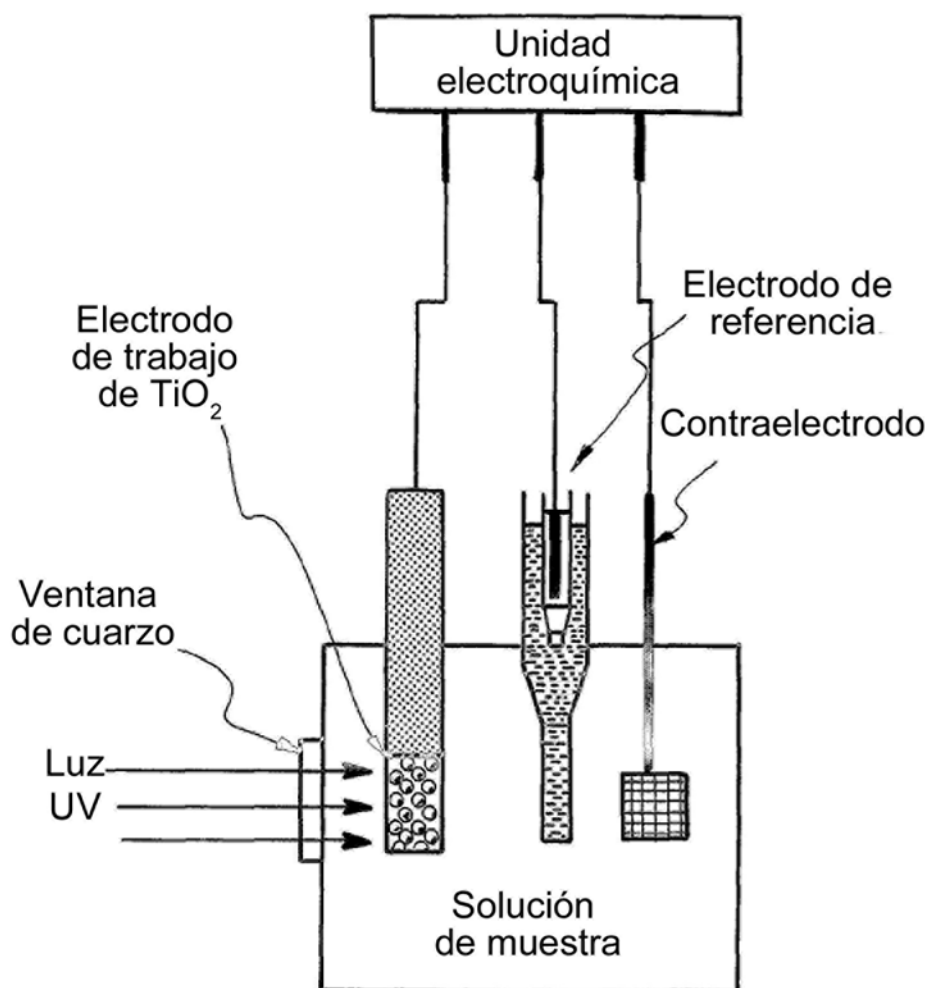 Unidad
electroquímica
Electrodo de
referencia
Electrodo
de trabajo
de TiO₂
Contraelectrodo
Ventana
de cuarzo
Luz
UV
Solución
de muestra